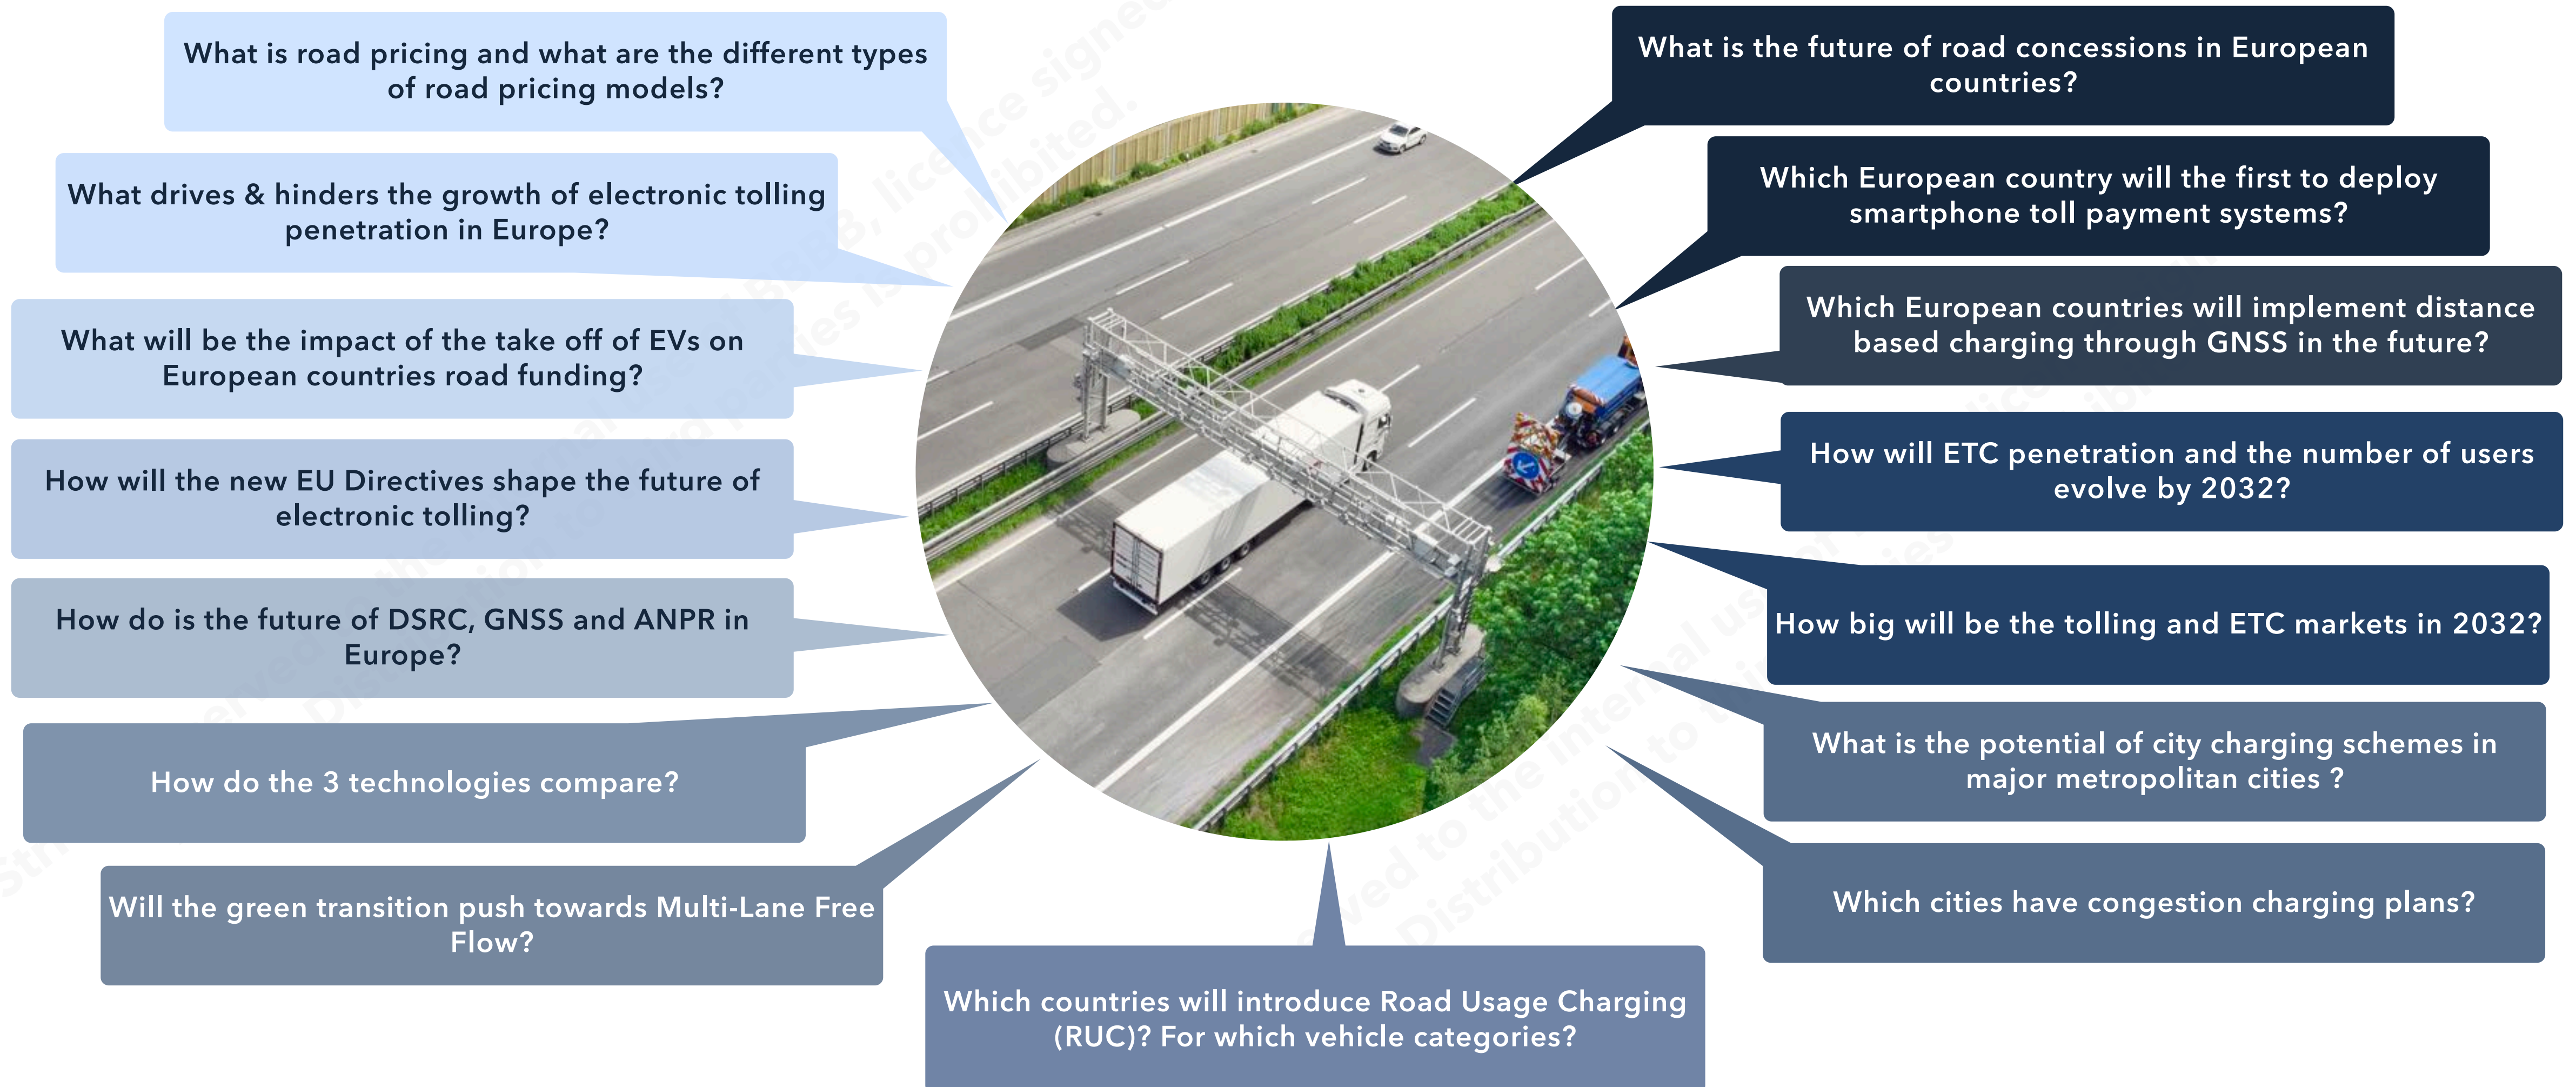 What is road pricing and what are the different types
of road pricing models?
What drives & hinders the growth of electronic tolling
penetration in Europe?
What will be the impact of the take off of EVs on
European countries road funding?
How will the new EU Directives shape the future of
electronic tolling?
How do is the future of DSRC, GNSS and ANPR in
Europe?
How do the 3 technologies compare?
Will the green transition push towards Multi-Lane Free
Flow?
Which countries will introduce Road Usage Charging
(RUC)? For which vehicle categories?
What is the future of road concessions in European
countries?
Which European country will the first to deploy
smartphone toll payment systems?
Which European countries will implement distance
based charging through GNSS in the future?
How will ETC penetration and the number of users
evolve by 2032?
How big will be the tolling and ETC markets in 2032?
What is the potential of city charging schemes in
major metropolitan cities ?
Which cities have congestion charging plans?